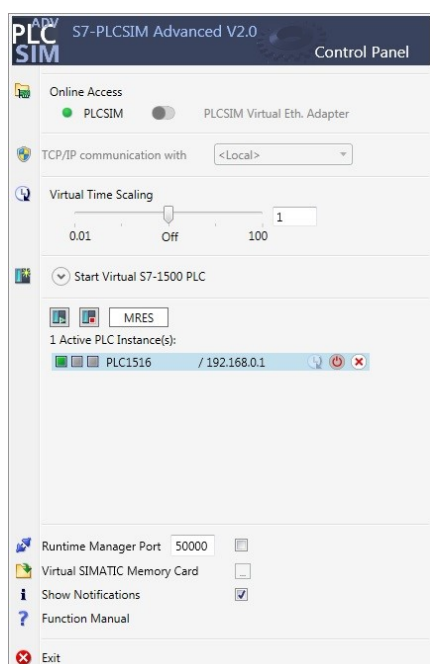 PLC ADV
SIM
S7-PLCSIM Advanced V2.0
Control Panel
Online Access
PLCSIM PLCSIM Virtual Eth. Adapter
TCP/IP communication with <Local>
Virtual Time Scaling
1
0.01 Off 100
Start Virtual S7-1500 PLC
MRES
1 Active PLC Instance(s):
PLC1516 / 192.168.0.1
Runtime Manager Port 50000
Virtual SIMATIC Memory Card ...
Show Notifications
Function Manual
Exit